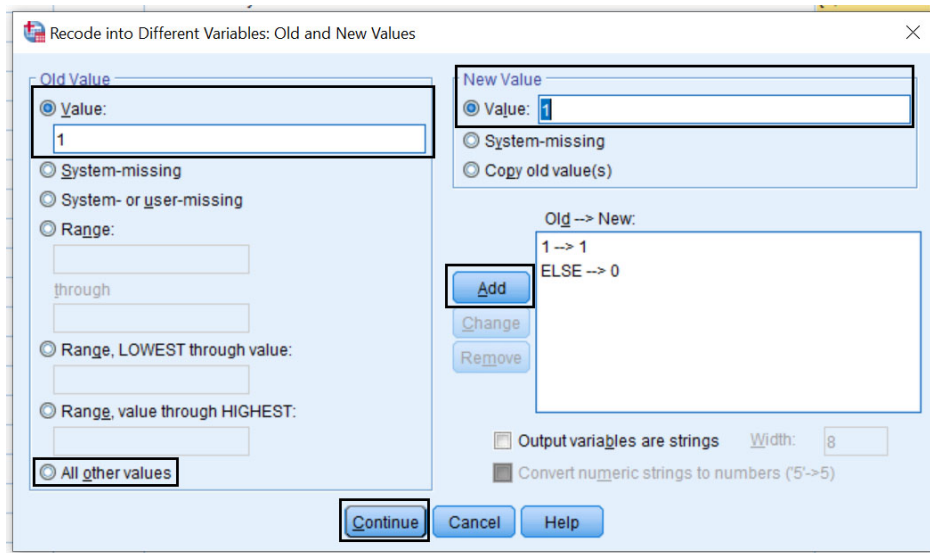 Recode into Different Variables: Old and New Values
Old Value
Value:
1
System-missing
System- or user-missing
Range:
through
Range, LOWEST through value:
Range, value through HIGHEST:
All other values
New Value
Value: 1
System-missing
Copy old value(s)
Old --> New:
1 --> 1
ELSE --> 0
Add
Change
Remove
Output variables are strings Width: 8
Convert numeric strings to numbers ('5'->5)
Continue Cancel Help